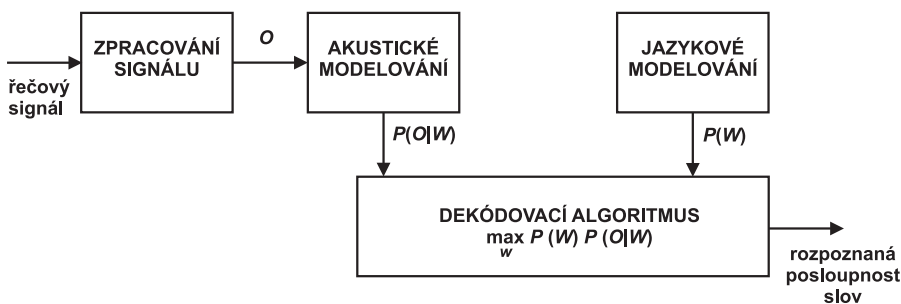 řečový
signál
ZPRACOVÁNÍ
SIGNÁLU
O
AKUSTICKÉ
MODELOVÁNÍ
JAZYKOVÉ
MODELOVÁNÍ
P(O|W)
P(W)
DEKÓDOVACÍ ALGORITMUS
max P (W) P (O|W)
w
rozpoznaná
posloupnost
slov